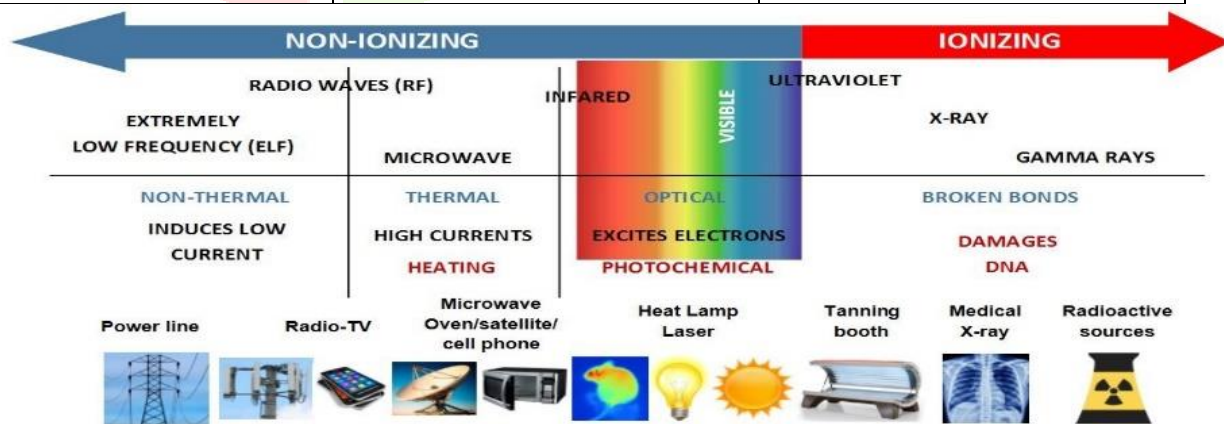 NON-IONIZING
IONIZING
RADIO WAVES (RF)
INFARED
VISIBLE
ULTRAVIOLET
EXTREMELY
LOW FREQUENCY (ELF)
MICROWAVE
X-RAY
GAMMA RAYS
NON-THERMAL
THERMAL
OPTICAL
BROKEN BONDS
INDUCES LOW
CURRENT
HIGH CURRENTS
HEATING
EXCITES ELECTRONS
PHOTOCHEMICAL
DAMAGES
DNA
Power line
Radio-TV
Microwave
Oven/satellite/
cell phone
Heat Lamp
Laser
Tanning
booth
Medical
X-ray
Radioactive
sources